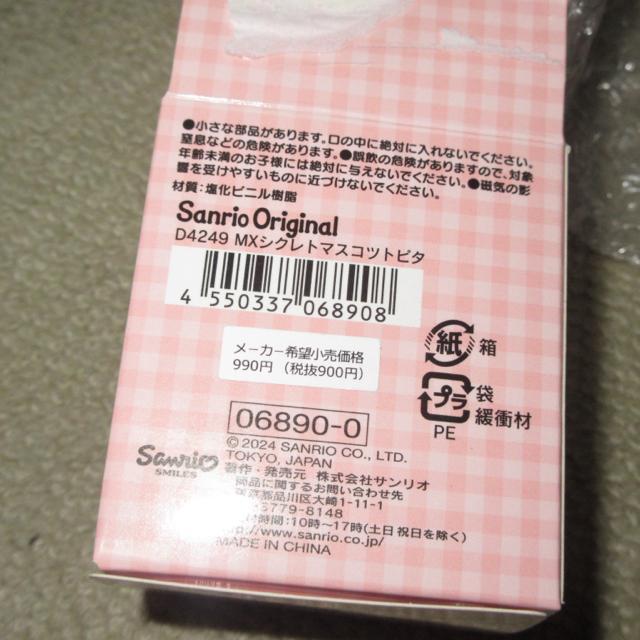 ●小さな部品があります。口の中に絶対に入れないでください。
窒息などの危険があります。●誤飲の危険がありますので、対象
年齢未満のお子様には絶対に与えないでください。●磁気の影
響を受けやすいものに近づけないでください。
材質：塩化ビニル樹脂
Sanrio Original
D4249 MXシクレトマスコツトピタ
4 550337 068908
メーカー希望小売価格
990円 （税抜900円）
紙 箱
プラ 袋
緩衝材
PE
06890-0
© 2024 SANRIO CO., LTD.
TOKYO, JAPAN
Sanrio
SMILES
著作・発売元 株式会社サンリオ
商品に関するお問い合わせ先
東京都品川区大崎1-11-1
6779-8148
時間：10時～17時(土日祝日を除く)
http://www.sanrio.co.jp/
MADE IN CHINA